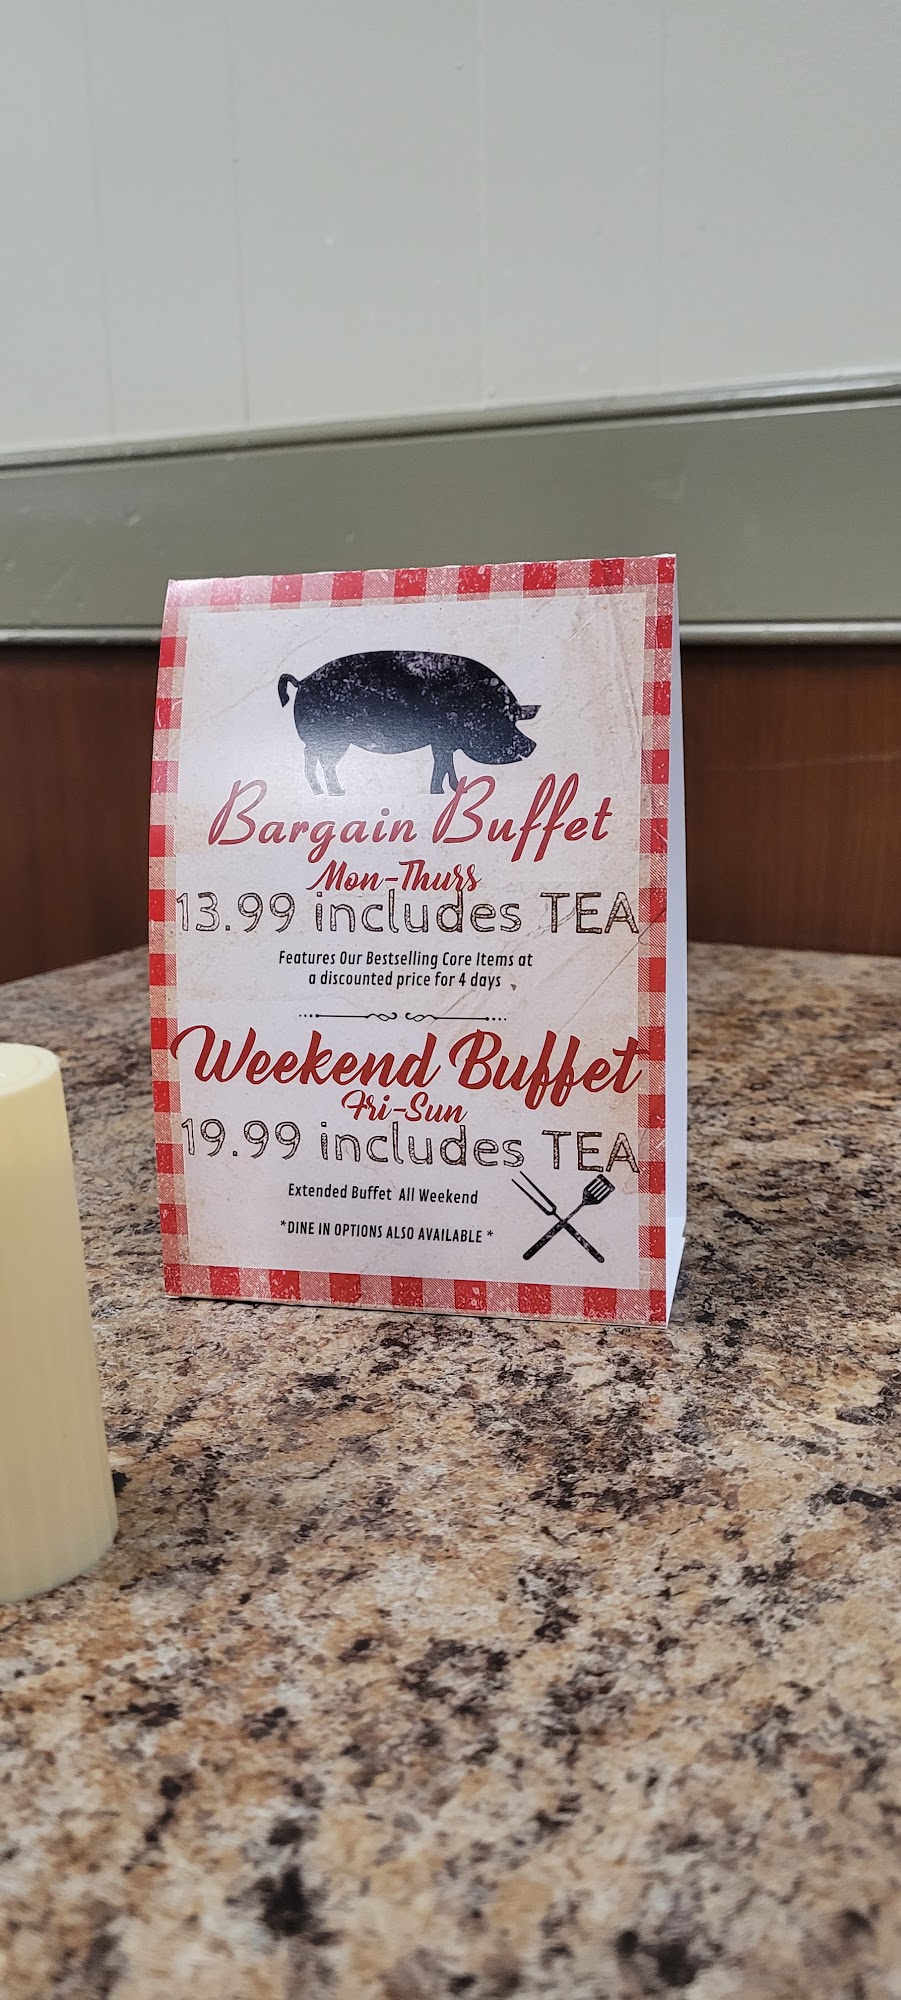 Bargain Buffet
Mon-Thurs
13.99 includes TEA
Features Our Bestselling Core Items at
a discounted price for 4 days
Weekend Buffet
Fri-Sun
19.99 includes TEA
Extended Buffet All Weekend
*DINE IN OPTIONS ALSO AVAILABLE *